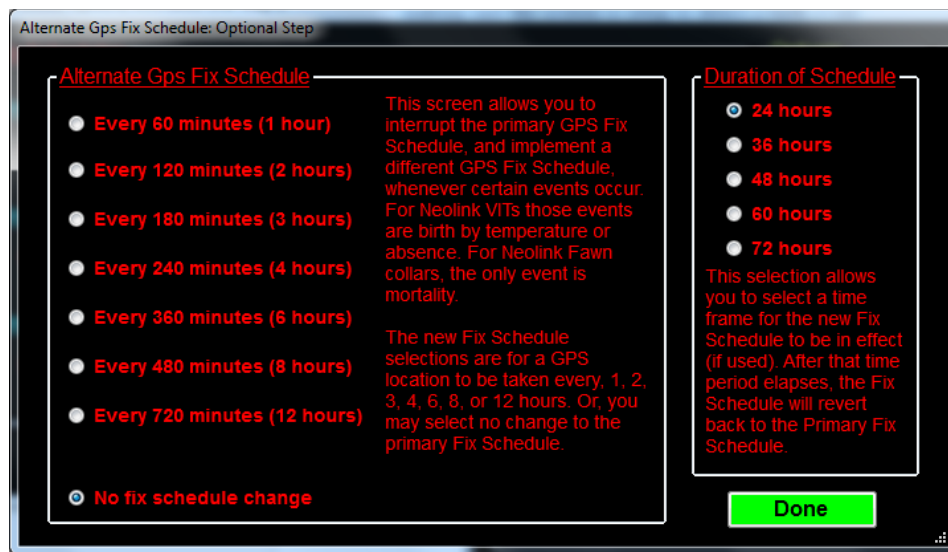 Alternate Gps Fix Schedule: Optional Step
Alternate Gps Fix Schedule
Every 60 minutes (1 hour)
Every 120 minutes (2 hours)
Every 180 minutes (3 hours)
Every 240 minutes (4 hours)
Every 360 minutes (6 hours)
Every 480 minutes (8 hours)
Every 720 minutes (12 hours)
No fix schedule change
This screen allows you to
interrupt the primary GPS Fix
Schedule, and implement a
different GPS Fix Schedule,
whenever certain events occur.
For Neolink VITs those events
are birth by temperature or
absence. For Neolink Fawn
collars, the only event is
mortality.
The new Fix Schedule
selections are for a GPS
location to be taken every, 1, 2,
3, 4, 6, 8, or 12 hours. Or, you
may select no change to the
primary Fix Schedule.
Duration of Schedule
24 hours
36 hours
48 hours
60 hours
72 hours
This selection allows
you to select a time
frame for the new Fix
Schedule to be in effect
(if used). After that time
period elapses, the Fix
Schedule will revert
back to the Primary Fix
Schedule.
Done